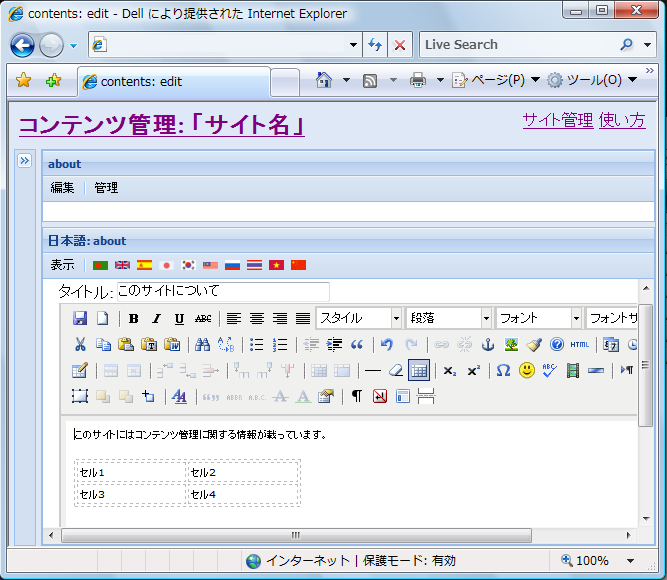 contents: edit - Dell により提供された Internet Explorer
Live Search
contents: edit
ページ(P) ツール(O)
コンテンツ管理: 「サイト名」
サイト管理 使い方
about
編集 管理
日本語: about
表示
タイトル: このサイトについて
B I U ABC スタイル 段落 フォント フォントサ
HTML
x₂ x² Ω ABC
AA ABBR A.B.C. A A
このサイトにはコンテンツ管理に関する情報が載っています。
セル1 セル2
セル3 セル4
インターネット | 保護モード: 有効
100%